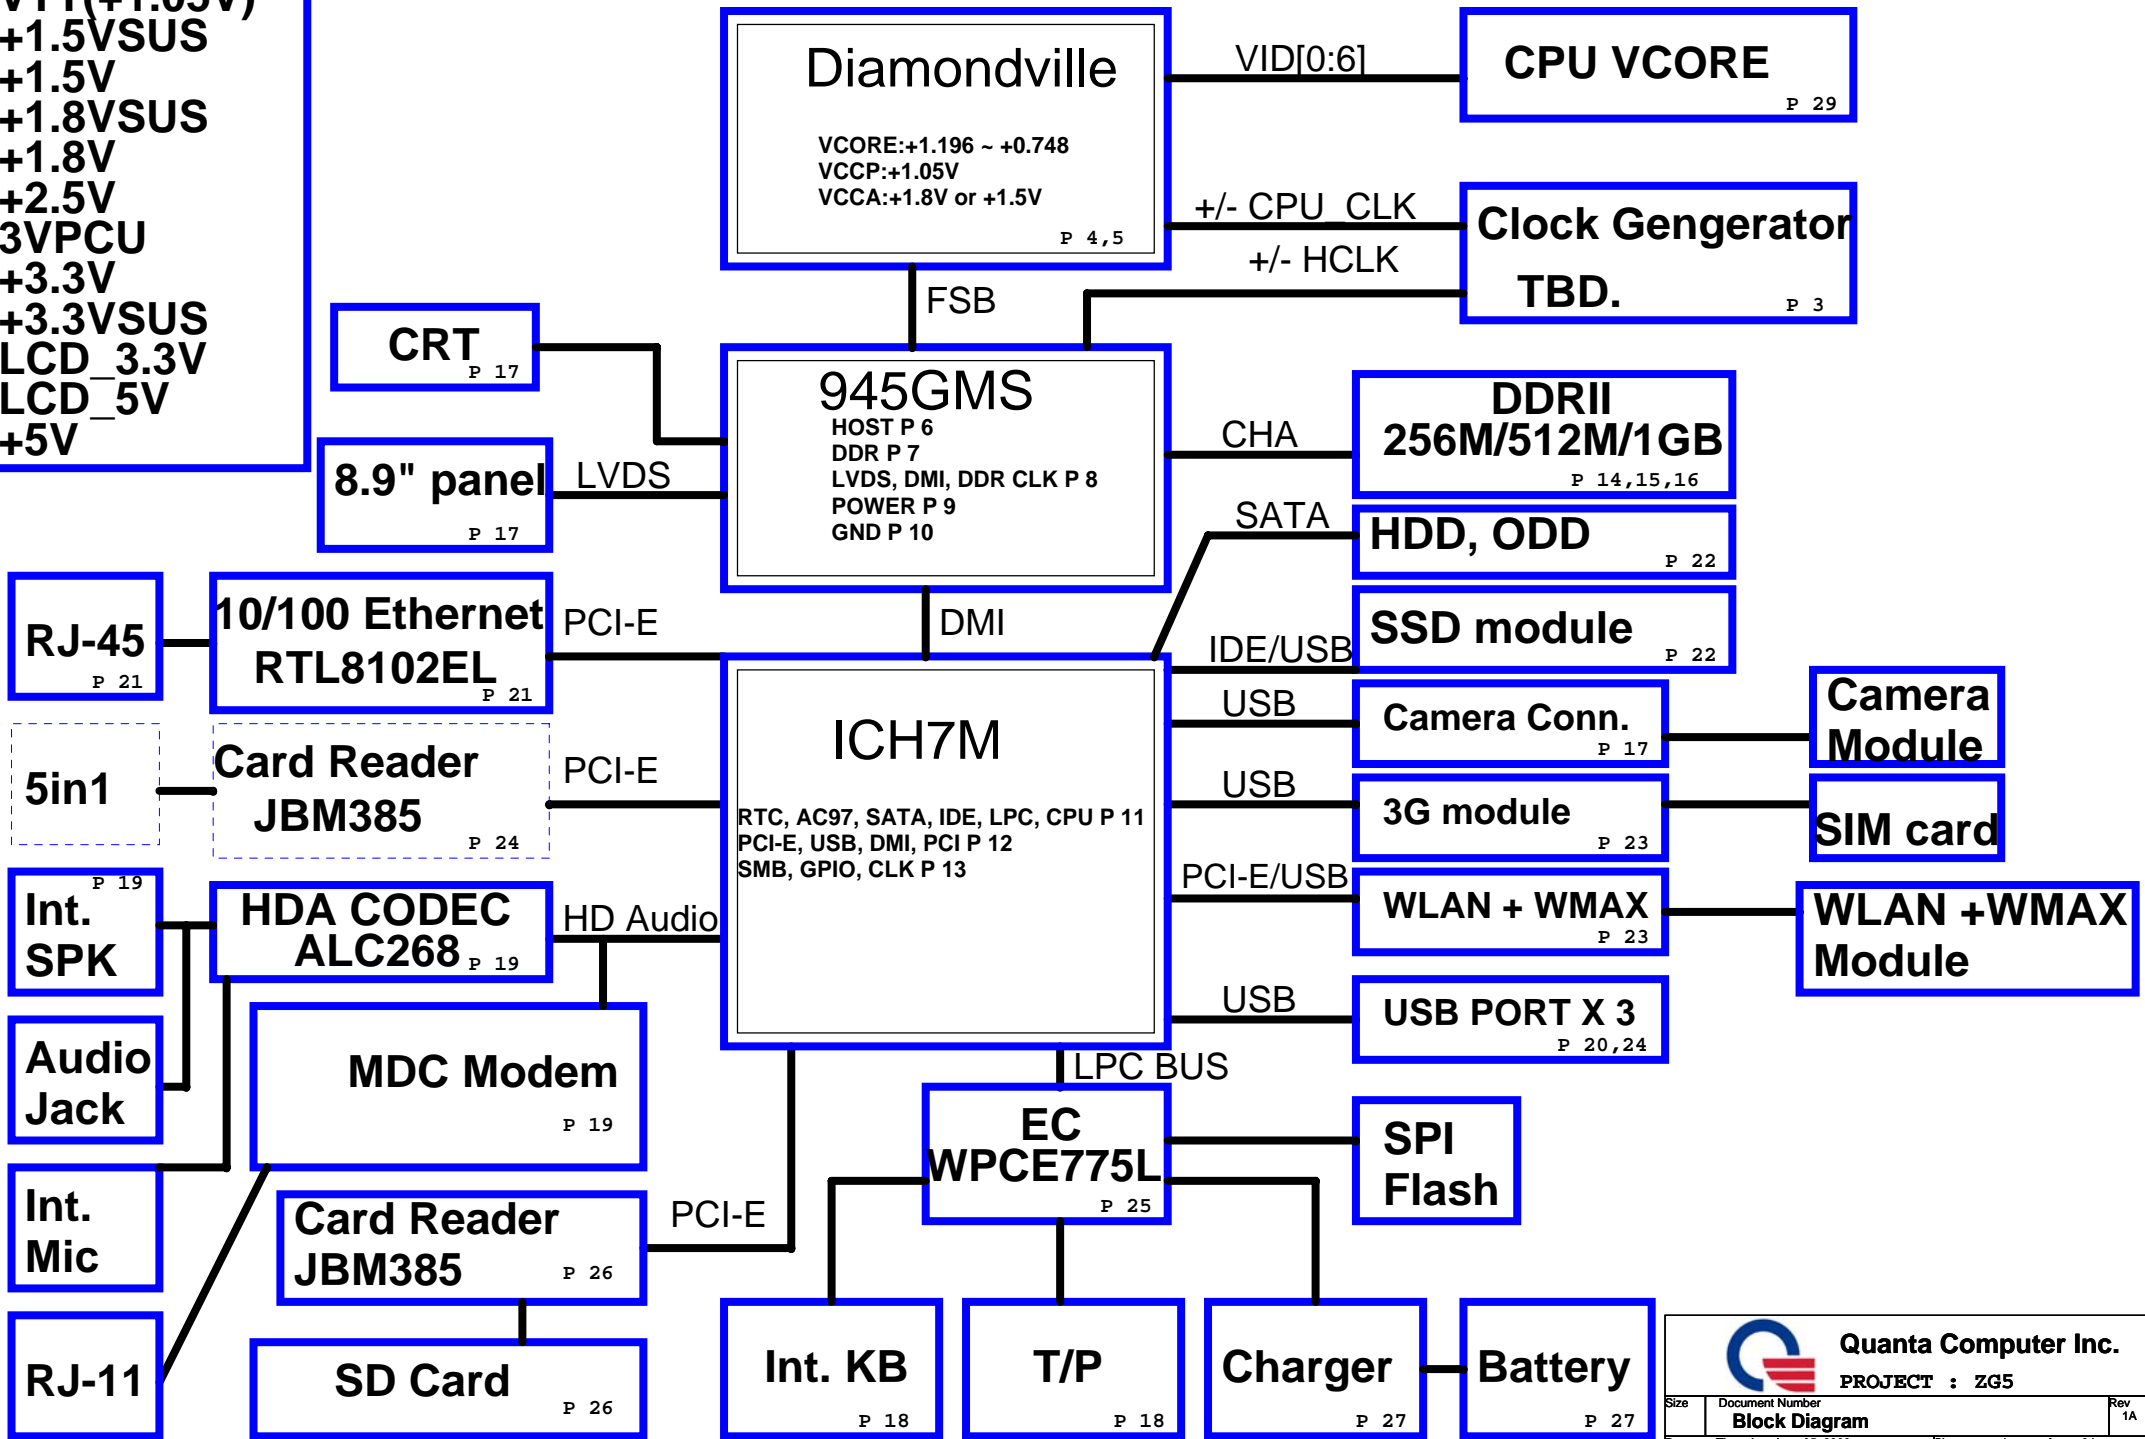 VTT(+1.05V)
+1.5VSUS
+1.5V
+1.8VSUS
+1.8V
+2.5V
3VPCU
+3.3V
+3.3VSUS
LCD_3.3V
LCD_5V
+5V
Diamondville
VCORE:+1.196 ~ +0.748
VCCP:+1.05V
VCCA:+1.8V or +1.5V
P 4,5
VID[0:6]
CPU VCORE
P 29
+/- CPU_CLK
+/- HCLK
Clock Gengerator
TBD.
P 3
FSB
CRT
P 17
8.9" panel
P 17
LVDS
945GMS
HOST P 6
DDR P 7
LVDS, DMI, DDR CLK P 8
POWER P 9
GND P 10
CHA
DDRII
256M/512M/1GB
P 14,15,16
SATA
HDD, ODD
P 22
DMI
IDE/USB
SSD module
P 22
RJ-45
P 21
10/100 Ethernet
RTL8102EL
P 21
PCI-E
5in1
Card Reader
JBM385
P 24
PCI-E
ICH7M
RTC, AC97, SATA, IDE, LPC, CPU P 11
PCI-E, USB, DMI, PCI P 12
SMB, GPIO, CLK P 13
USB
Camera Conn.
P 17
Camera
Module
USB
3G module
P 23
SIM card
PCI-E/USB
WLAN + WMAX
P 23
WLAN +WMAX
Module
USB
USB PORT X 3
P 20,24
P 19
Int.
SPK
HDA CODEC
ALC268
P 19
HD Audio
Audio
Jack
MDC Modem
P 19
Int.
Mic
Card Reader
JBM385
P 26
PCI-E
RJ-11
SD Card
P 26
LPC BUS
EC
WPCE775L
P 25
SPI
Flash
Int. KB
P 18
T/P
P 18
Charger
P 27
Battery
P 27
Quanta Computer Inc.
PROJECT : ZG5
Size
Document Number
Rev
Block Diagram
1A